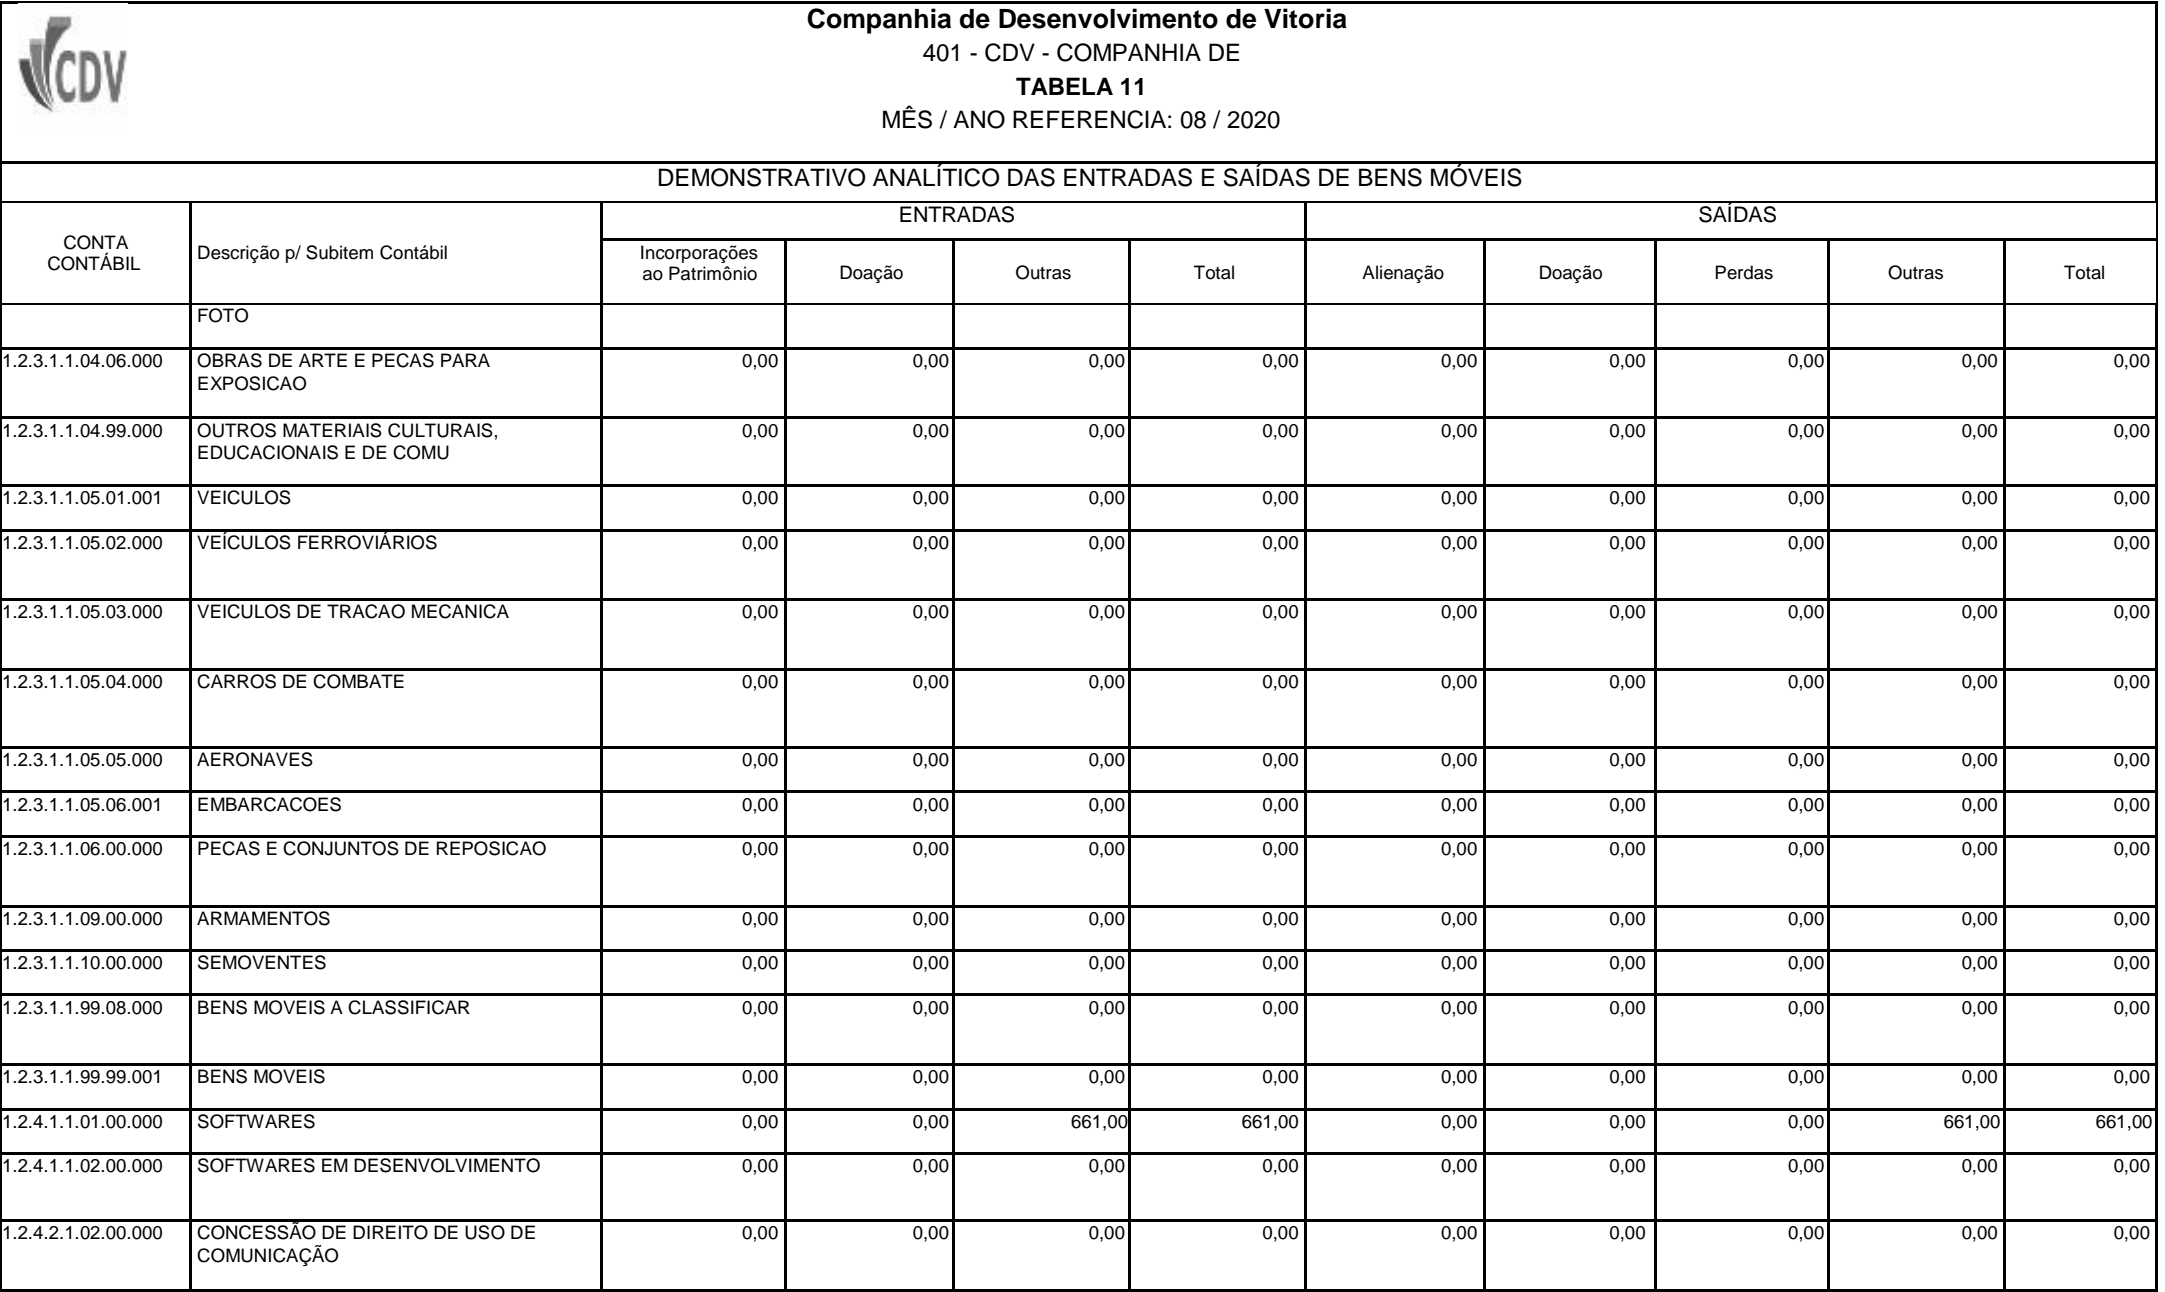 CDV
Companhia de Desenvolvimento de Vitoria
401 - CDV - COMPANHIA DE
TABELA 11
MÊS / ANO REFERENCIA: 08 / 2020
DEMONSTRATIVO ANALÍTICO DAS ENTRADAS E SAÍDAS DE BENS MÓVEIS
CONTA CONTÁBIL Descrição p/ Subitem Contábil ENTRADAS SAÍDAS
Incorporações ao Patrimônio Doação Outras Total Alienação Doação Perdas Outras Total
FOTO
1.2.3.1.1.04.06.000 OBRAS DE ARTE E PECAS PARA 0,00 0,00 0,00 0,00 0,00 0,00 0,00 0,00 0,00
EXPOSICAO
1.2.3.1.1.04.99.000 OUTROS MATERIAIS CULTURAIS, 0,00 0,00 0,00 0,00 0,00 0,00 0,00 0,00 0,00
EDUCACIONAIS E DE COMU
1.2.3.1.1.05.01.001 VEICULOS 0,00 0,00 0,00 0,00 0,00 0,00 0,00 0,00 0,00
1.2.3.1.1.05.02.000 VEÍCULOS FERROVIÁRIOS 0,00 0,00 0,00 0,00 0,00 0,00 0,00 0,00 0,00
1.2.3.1.1.05.03.000 VEICULOS DE TRACAO MECANICA 0,00 0,00 0,00 0,00 0,00 0,00 0,00 0,00 0,00
1.2.3.1.1.05.04.000 CARROS DE COMBATE 0,00 0,00 0,00 0,00 0,00 0,00 0,00 0,00 0,00
1.2.3.1.1.05.05.000 AERONAVES 0,00 0,00 0,00 0,00 0,00 0,00 0,00 0,00 0,00
1.2.3.1.1.05.06.001 EMBARCACOES 0,00 0,00 0,00 0,00 0,00 0,00 0,00 0,00 0,00
1.2.3.1.1.06.00.000 PECAS E CONJUNTOS DE REPOSICAO 0,00 0,00 0,00 0,00 0,00 0,00 0,00 0,00 0,00
1.2.3.1.1.09.00.000 ARMAMENTOS 0,00 0,00 0,00 0,00 0,00 0,00 0,00 0,00 0,00
1.2.3.1.1.10.00.000 SEMOVENTES 0,00 0,00 0,00 0,00 0,00 0,00 0,00 0,00 0,00
1.2.3.1.1.99.08.000 BENS MOVEIS A CLASSIFICAR 0,00 0,00 0,00 0,00 0,00 0,00 0,00 0,00 0,00
1.2.3.1.1.99.99.001 BENS MOVEIS 0,00 0,00 0,00 0,00 0,00 0,00 0,00 0,00 0,00
1.2.4.1.1.01.00.000 SOFTWARES 0,00 0,00 661,00 661,00 0,00 0,00 0,00 661,00 661,00
1.2.4.1.1.02.00.000 SOFTWARES EM DESENVOLVIMENTO 0,00 0,00 0,00 0,00 0,00 0,00 0,00 0,00 0,00
1.2.4.2.1.02.00.000 CONCESSÃO DE DIREITO DE USO DE 0,00 0,00 0,00 0,00 0,00 0,00 0,00 0,00 0,00
COMUNICAÇÃO